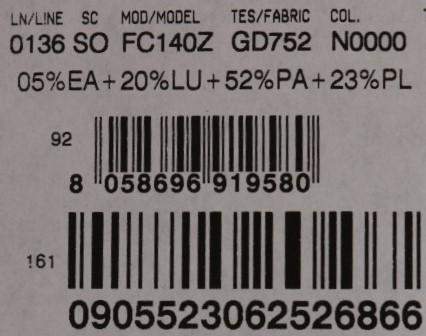 LN/LINE SC MOD/MODEL TES/FABRIC COL.
0136 SO FC140Z GD752 N0000
05%EA+20%LU+52%PA+23%PL
92
8 058696 919580
161
0905523062526866